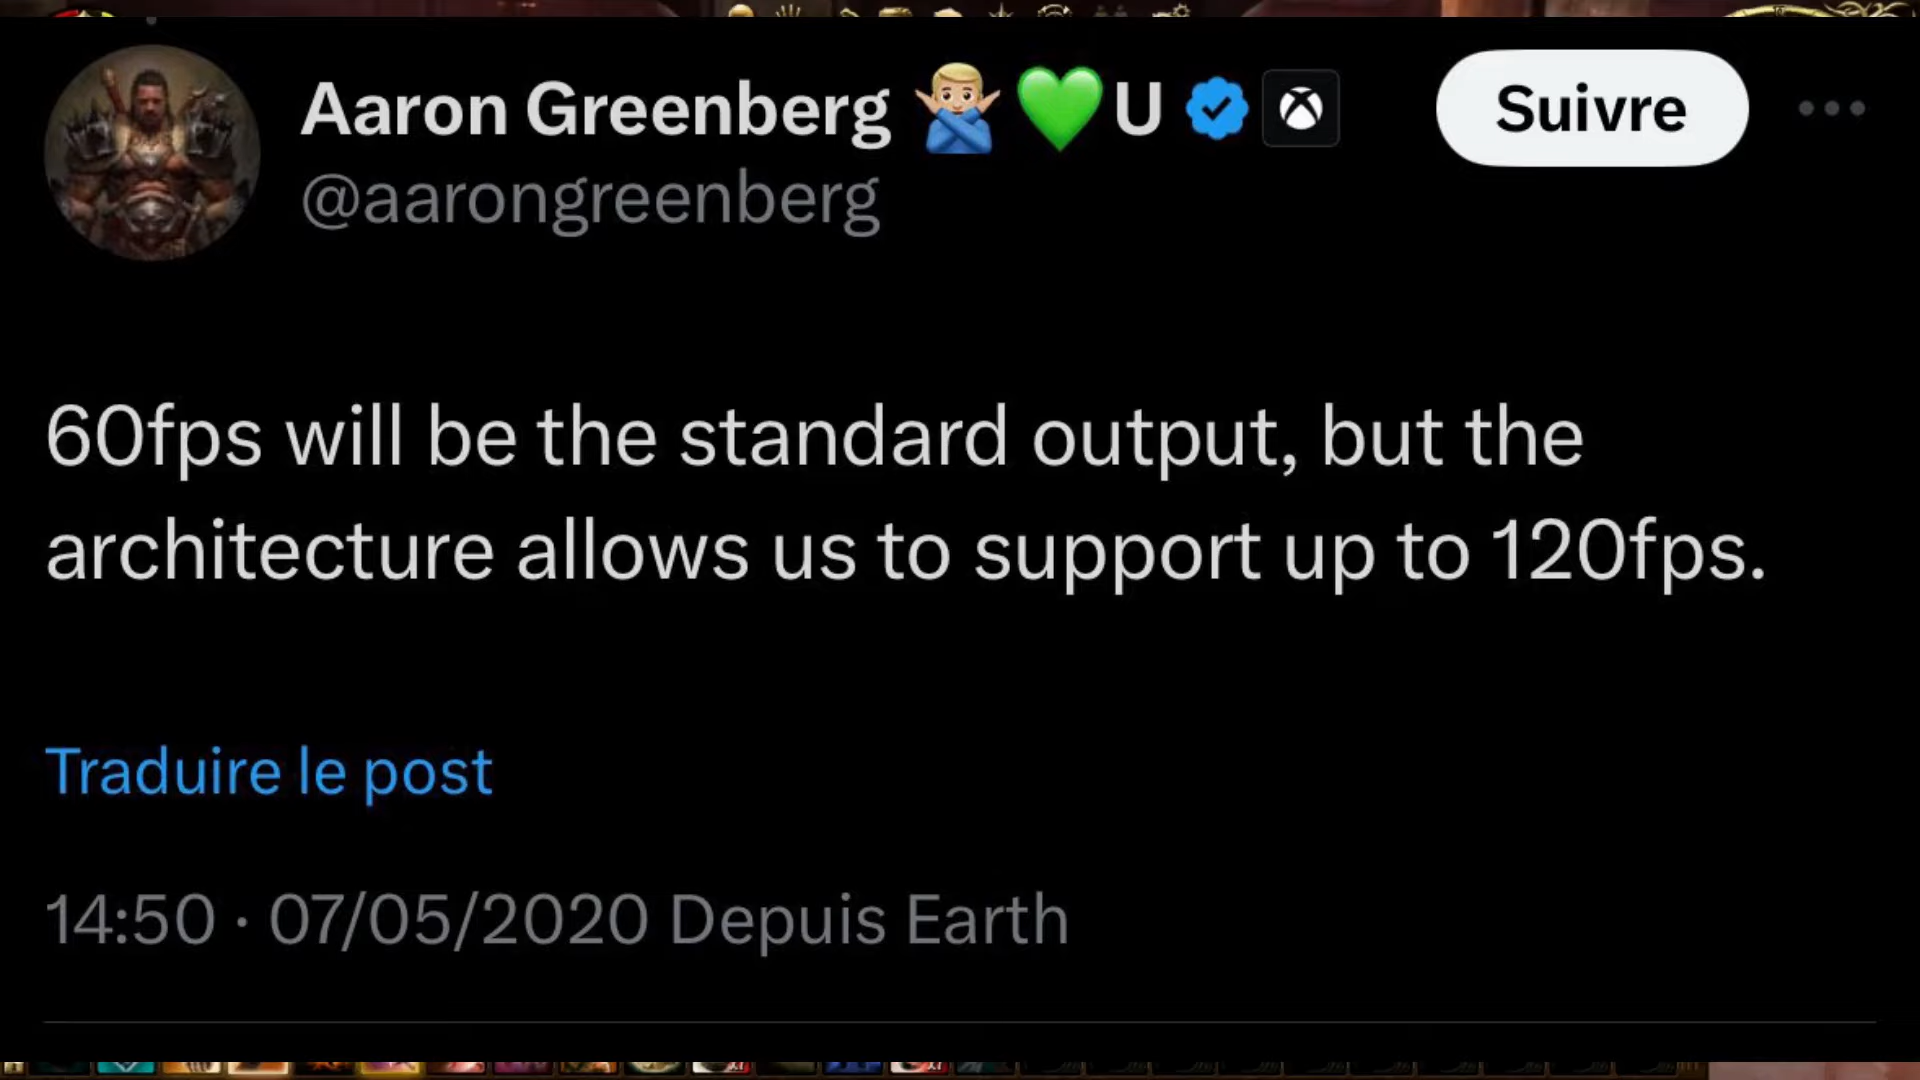 Aaron Greenberg 🙅🏼‍♂️💚U
Suivre
@aarongreenberg
60fps will be the standard output, but the
architecture allows us to support up to 120fps.
Traduire le post
14:50 · 07/05/2020 Depuis Earth